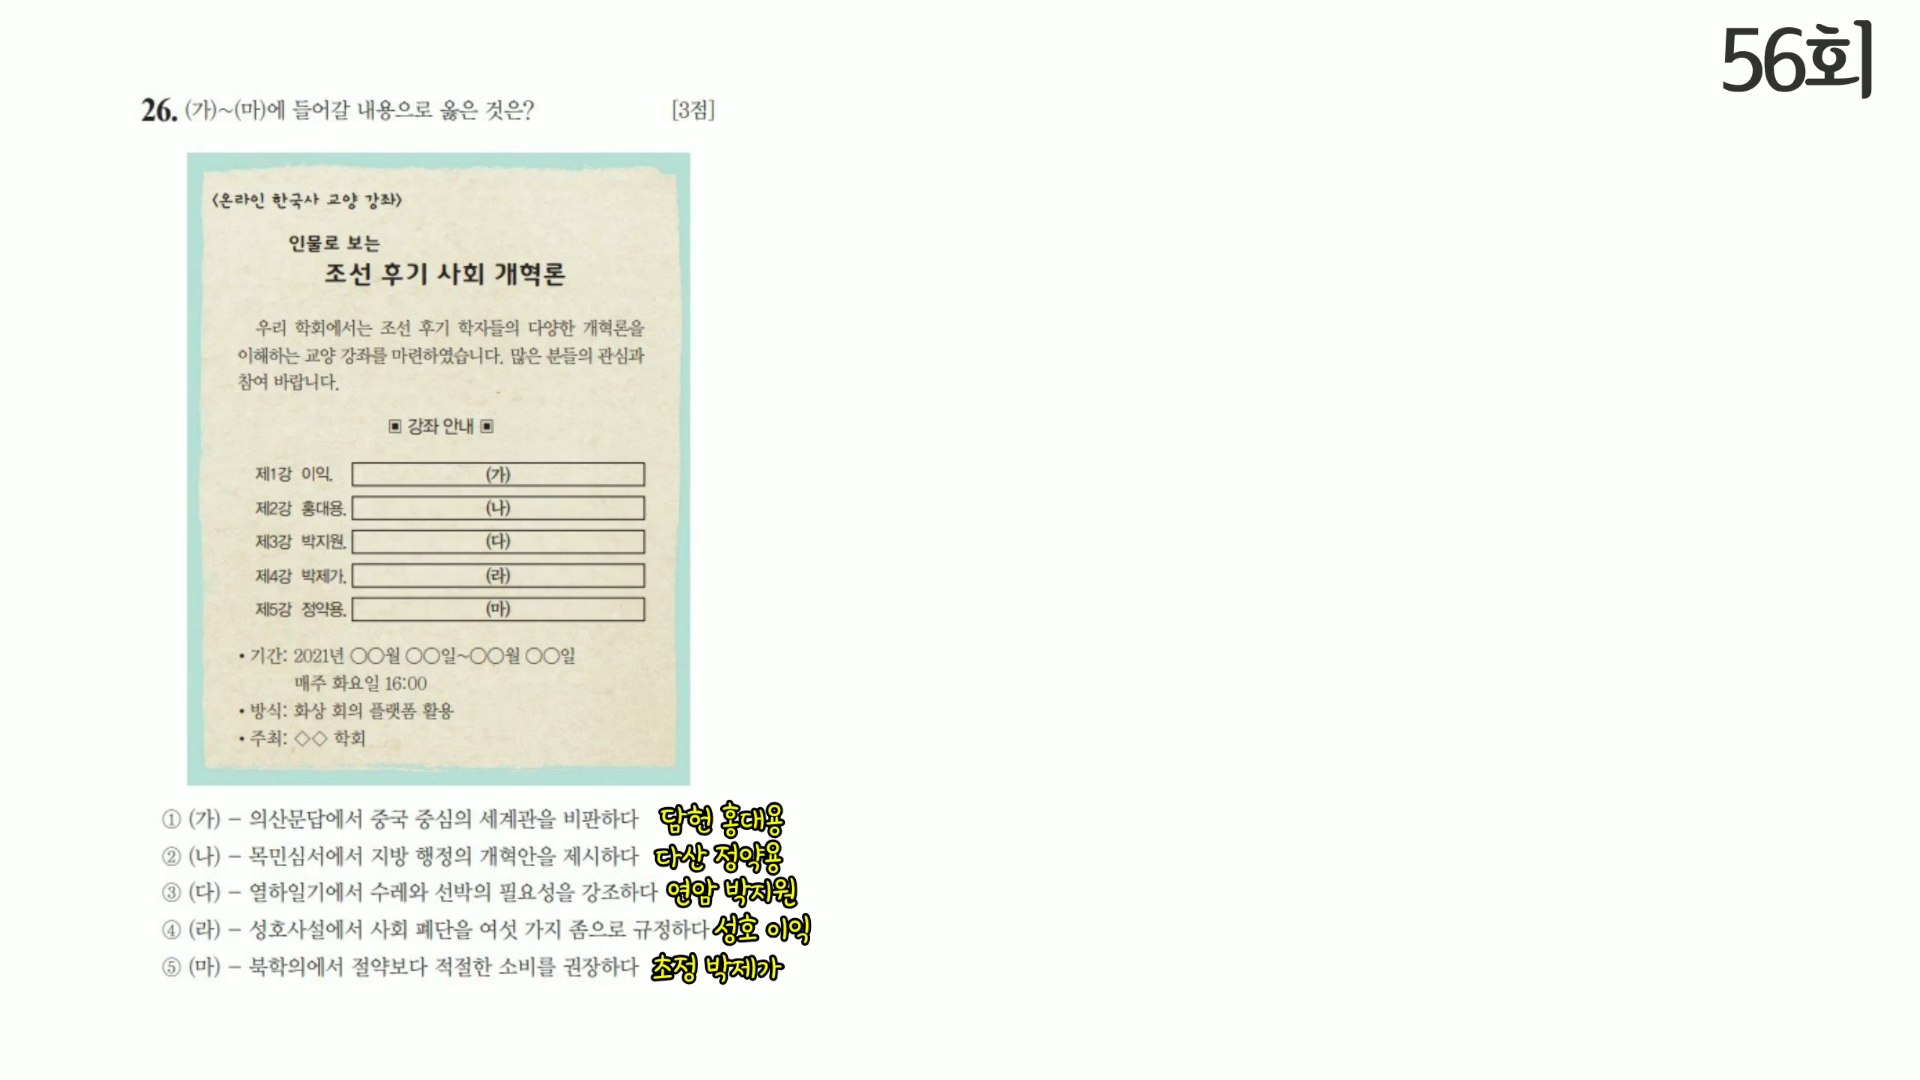 56회
26. (가)~(마)에 들어갈 내용으로 옳은 것은? [3점]
<온라인 한국사 교양 강좌>
인물로 보는
조선 후기 사회 개혁론
우리 학회에서는 조선 후기 학자들의 다양한 개혁론을
이해하는 교양 강좌를 마련하였습니다. 많은 분들의 관심과
참여 바랍니다.
▣ 강좌 안내 ▣
제1강 이익, (가)
제2강 홍대용, (나)
제3강 박지원, (다)
제4강 박제가, (라)
제5강 정약용, (마)
• 기간: 2021년 ○○월 ○○일~○○월 ○○일
매주 화요일 16:00
• 방식: 화상 회의 플랫폼 활용
• 주최: ◇◇ 학회
① (가) – 의산문답에서 중국 중심의 세계관을 비판하다 담헌 홍대용
② (나) – 목민심서에서 지방 행정의 개혁안을 제시하다 다산 정약용
③ (다) – 열하일기에서 수레와 선박의 필요성을 강조하다 연암 박지원
④ (라) – 성호사설에서 사회 폐단을 여섯 가지 좀으로 규정하다 성호 이익
⑤ (마) – 북학의에서 절약보다 적절한 소비를 권장하다 초정 박제가